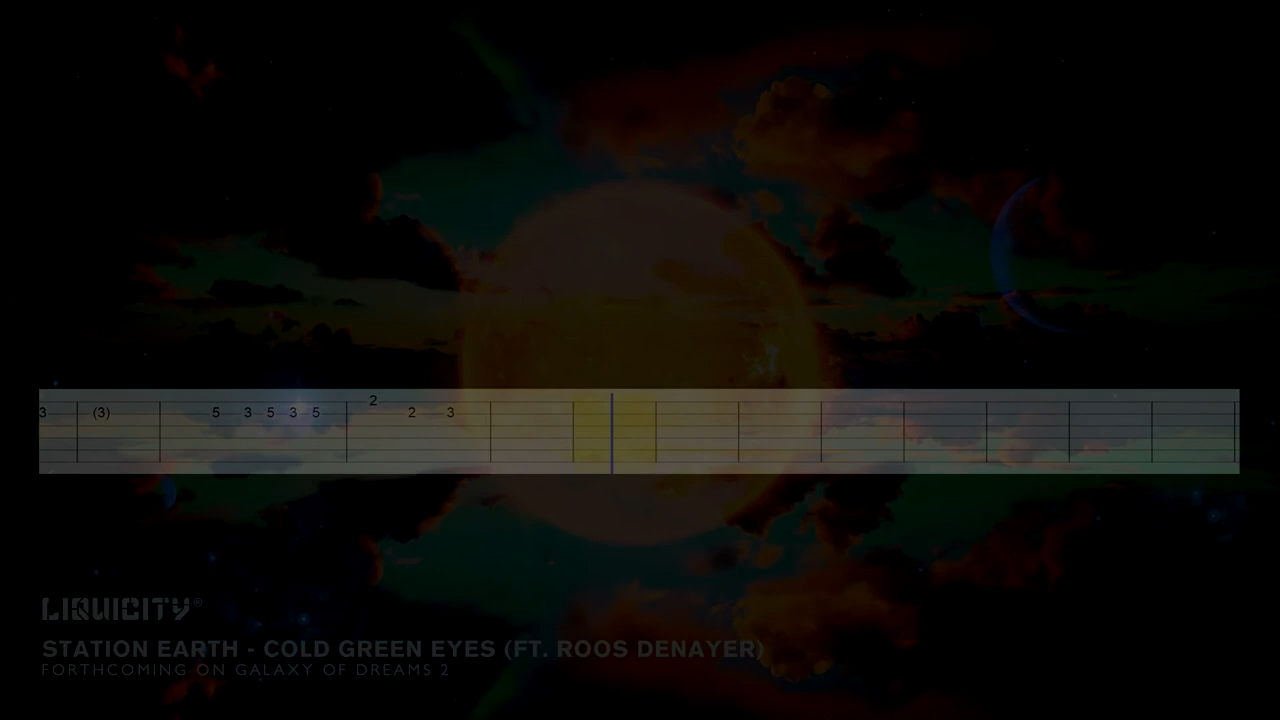 2
3 (3) 5 3 5 3 5 2 3
LIQUICITY®
STATION EARTH - COLD GREEN EYES (FT. ROOS DENAYER)
FORTHCOMING ON GALAXY OF DREAMS 2